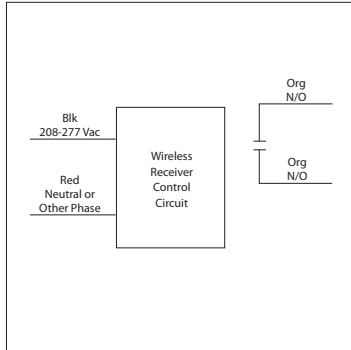 Org
N/O
Blk
208-277 Vac
Wireless
Receiver
Control
Circuit
Org
N/O
Red
Neutral or
Other Phase